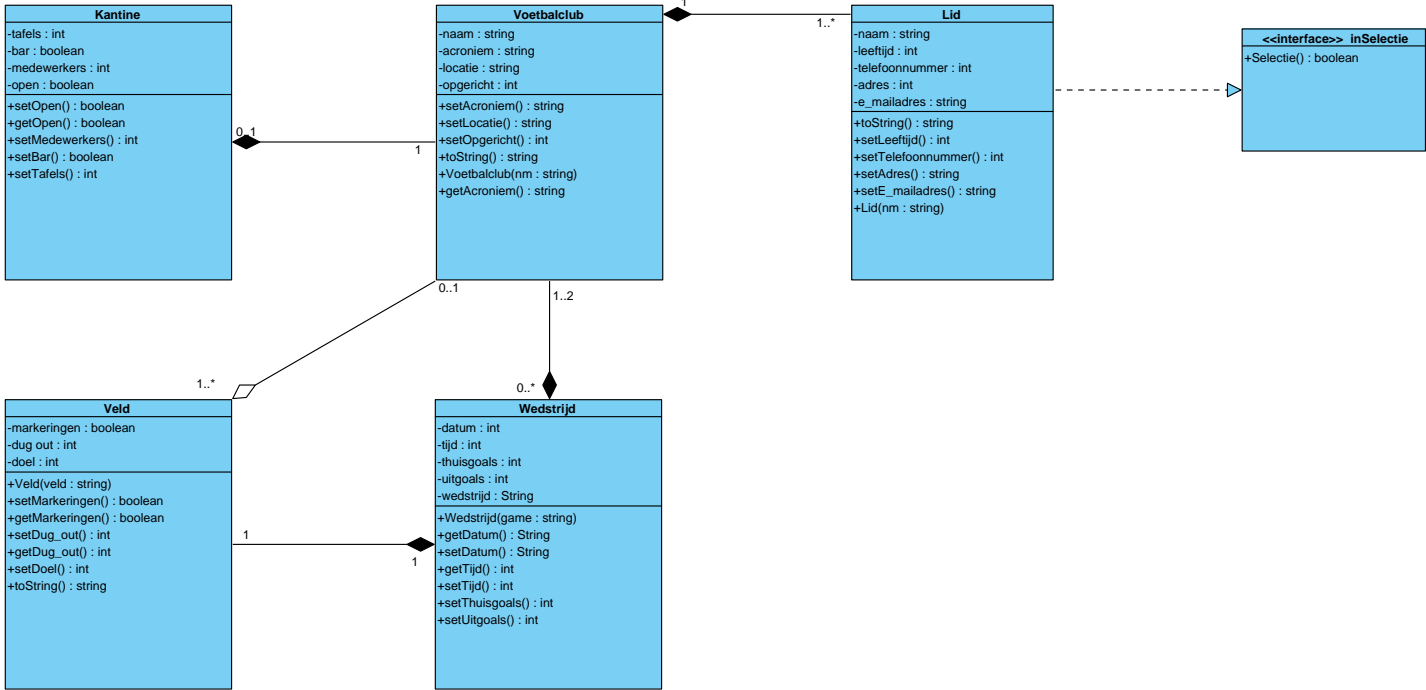 Kantine
-tafels : int
-bar : boolean
-medewerkers : int
-open : boolean
+setOpen() : boolean
+getOpen() : boolean
+setMedewerkers() : int
+setBar() : boolean
+setTafels() : int
0..1
1
Voetbalclub
-naam : string
-acroniem : string
-locatie : string
-opgericht : int
+setAcroniem() : string
+setLocatie() : string
+setOpgericht() : int
+toString() : string
+Voetbalclub(nm : string)
+getAcroniem() : string
1
1..*
Lid
-naam : string
-leeftijd : int
-telefoonnummer : int
-adres : int
-e_mailadres : string
+toString() : string
+setLeeftijd() : int
+setTelefoonnummer() : int
+setAdres() : string
+setE_mailadres() : string
+Lid(nm : string)
<<interface>> inSelectie
+Selectie() : boolean
0..1
1..*
1..2
0..*
Veld
-markeringen : boolean
-dug out : int
-doel : int
+Veld(veld : string)
+setMarkeringen() : boolean
+getMarkeringen() : boolean
+setDug_out() : int
+getDug_out() : int
+setDoel() : int
+toString() : string
1
1
Wedstrijd
-datum : int
-tijd : int
-thuisgoals : int
-uitgoals : int
-wedstrijd : String
+Wedstrijd(game : string)
+getDatum() : String
+setDatum() : String
+getTijd() : int
+setTijd() : int
+setThuisgoals() : int
+setUitgoals() : int